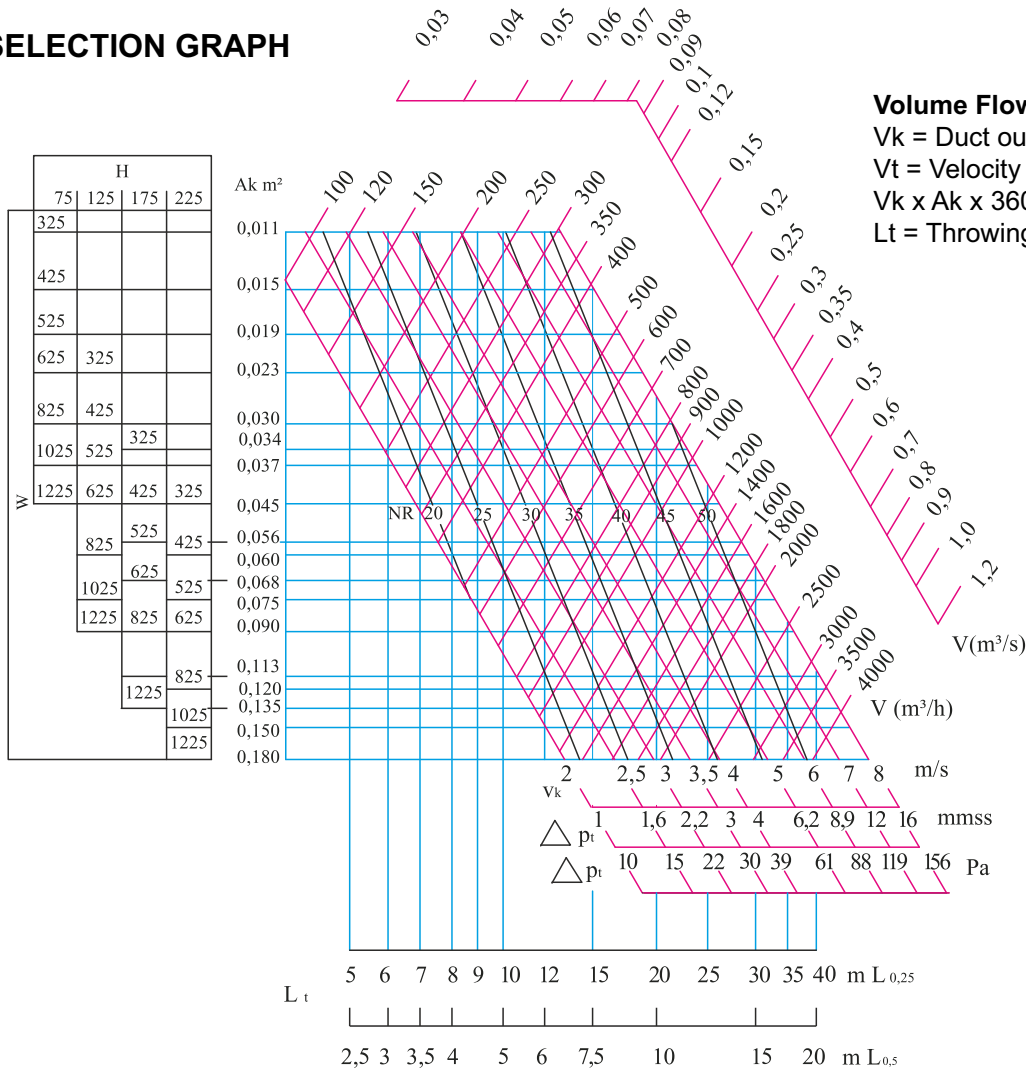 SELECTION GRAPH
0,03 0,04 0,05 0,06 0,07 0,08 0,09 0,1 0,12 0,15 0,2 0,25 0,3 0,35 0,4 0,5 0,6 0,7 0,8 0,9 1,0 1,2
V(m³/s)
Volume Flow
Vk = Duct ou
Vt = Velocity
Vk x Ak x 360
Lt = Throwing
H
75 125 175 225
W
325
425
525
625 325
825 425
325
1025 525
1225 625 425 325
525
825 425
625
1025 525
1225 825 625
825
1225
1025
1225
Ak m²
0,011
0,015
0,019
0,023
0,030
0,034
0,037
0,045
0,056
0,060
0,068
0,075
0,090
0,113
0,120
0,135
0,150
0,180
100 120 150 200 250 300 350 400 500 600 700 800 900 1000 1200 1400 1600 1800 2000 2500 3000 3500 4000
V (m³/h)
NR 20 25 30 35 40 45 50
vk 2 2,5 3 3,5 4 5 6 7 8 m/s
△ pt 1 1,6 2,2 3 4 6,2 8,9 12 16 mmss
△ pt 10 15 22 30 39 61 88 119 156 Pa
L t
5 6 7 8 9 10 12 15 20 25 30 35 40 m L 0,25
2,5 3 3,5 4 5 6 7,5 10 15 20 m L0,5